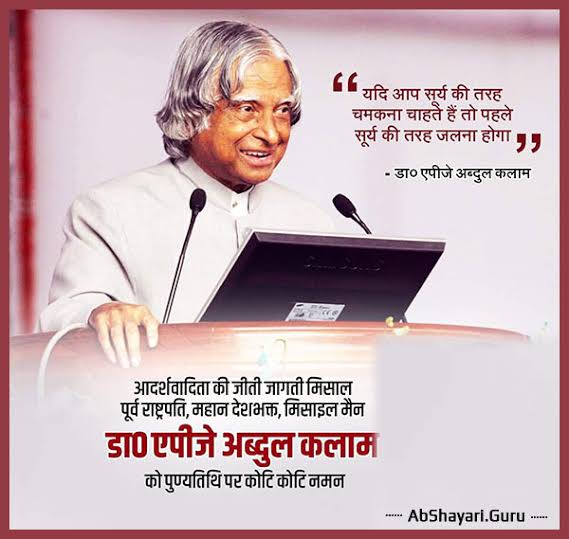 “ यदि आप सूर्य की तरह
चमकना चाहते हैं तो पहले
सूर्य की तरह जलना होगा ”
- डा० एपीजे अब्दुल कलाम
आदर्शवादिता की जीती जागती मिसाल
पूर्व राष्ट्रपति, महान देशभक्त, मिसाइल मैन
डा० एपीजे अब्दुल कलाम
को पुण्यतिथि पर कोटि कोटि नमन
...... AbShayari.Guru ......